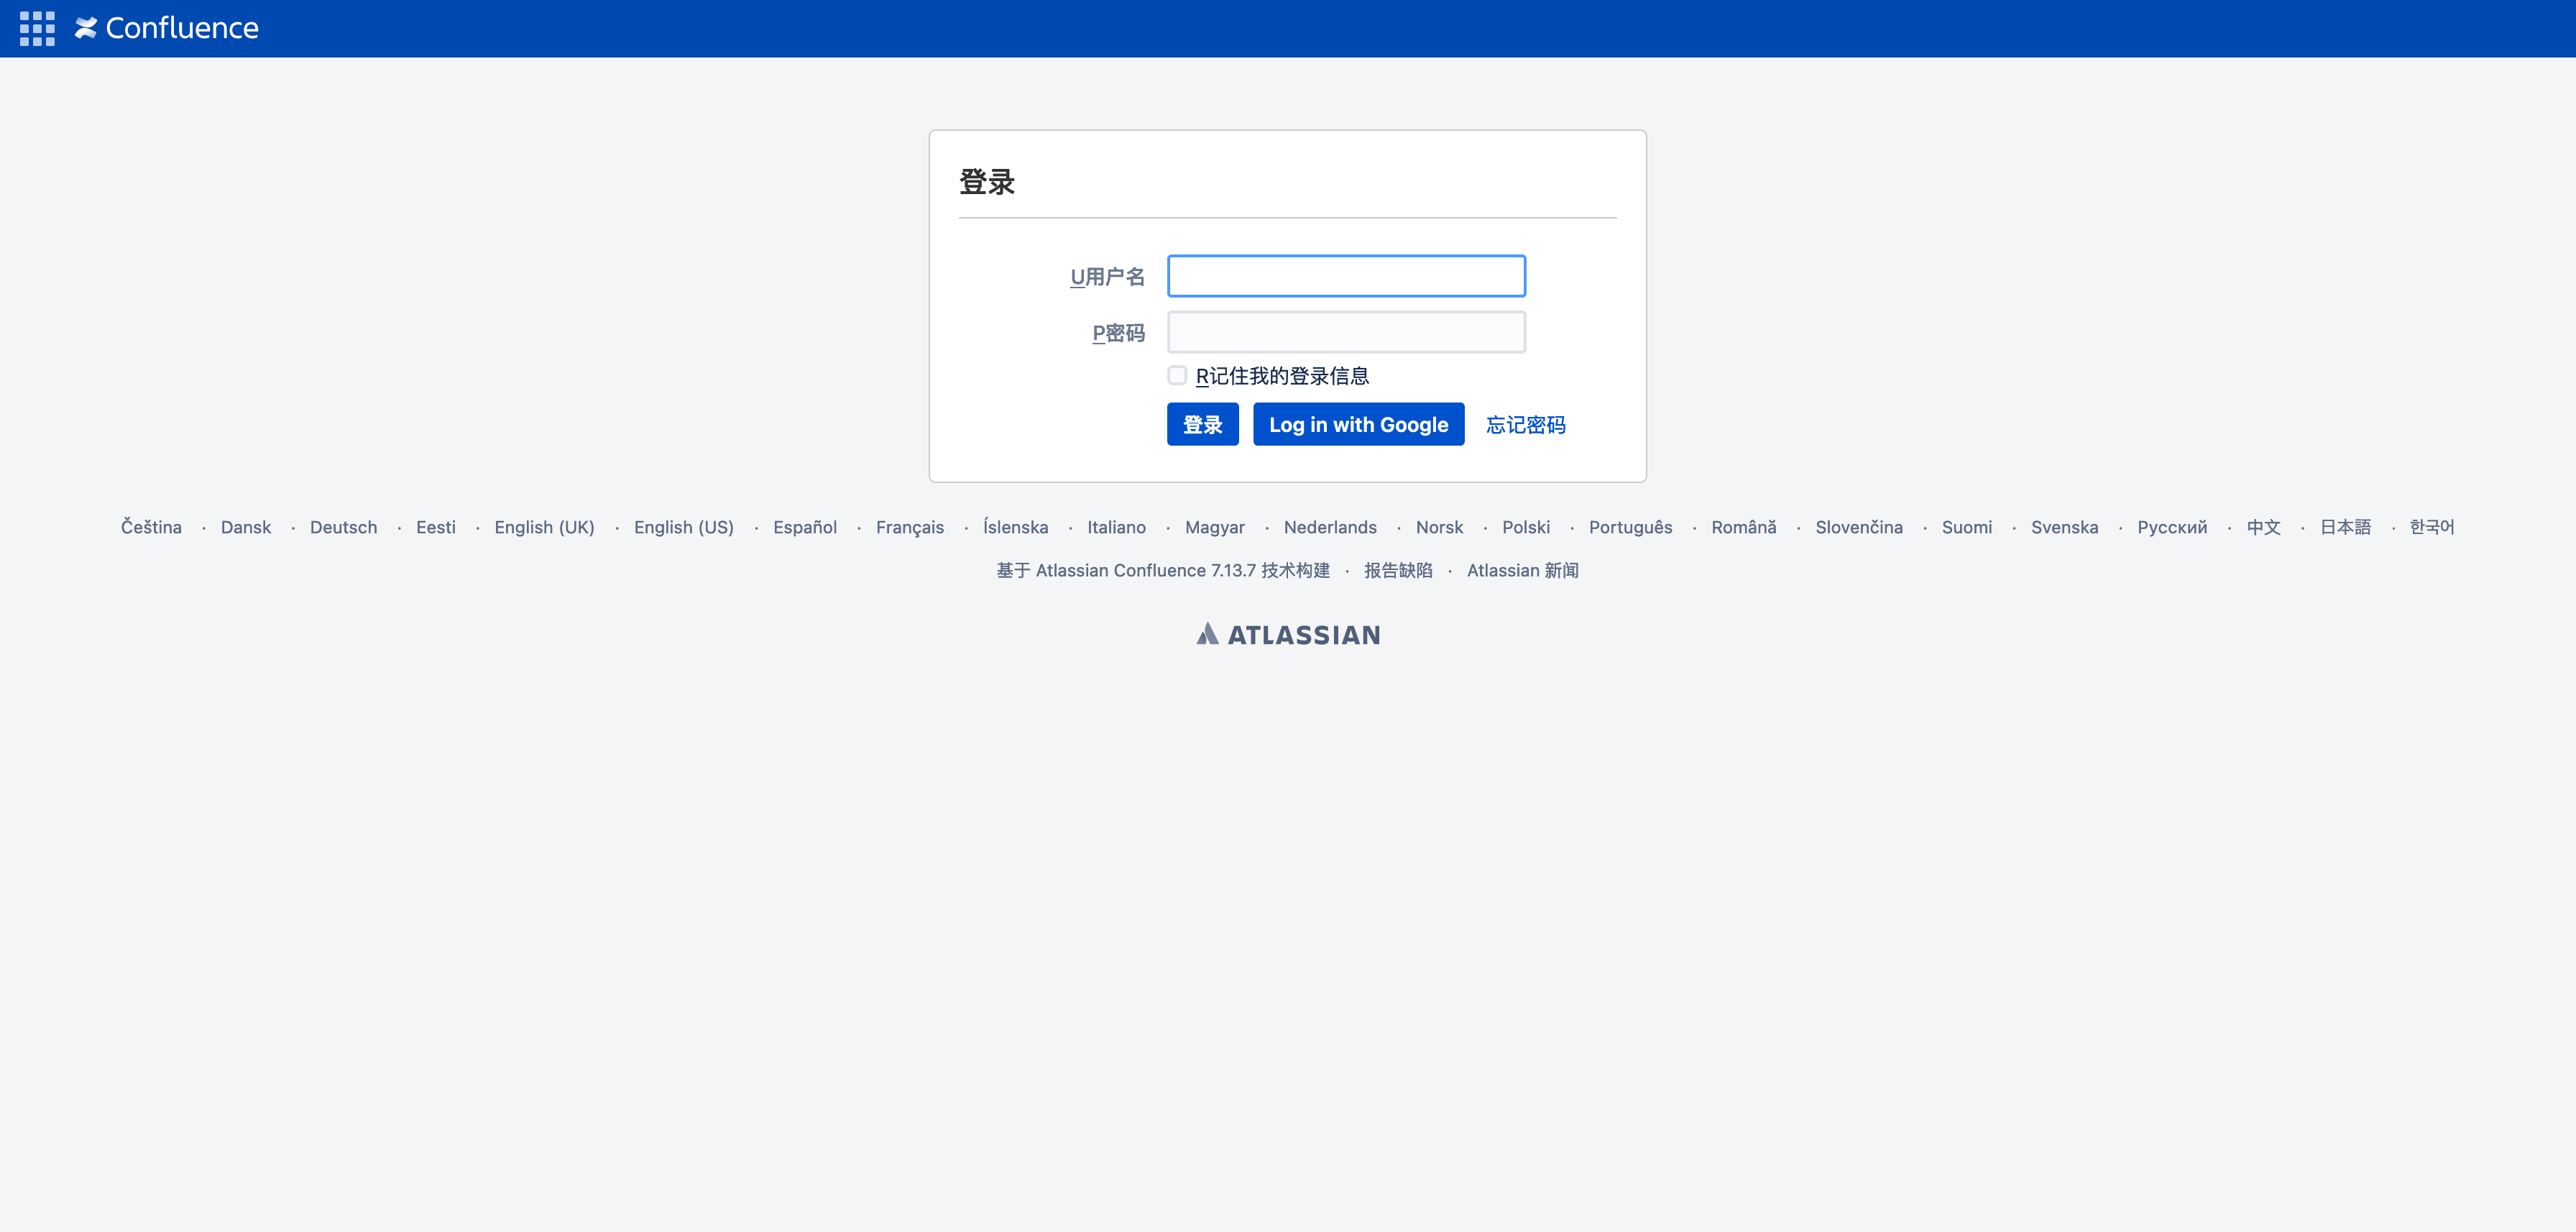 Confluence
登录
U用户名
P密码
R记住我的登录信息
登录 Log in with Google 忘记密码
Čeština · Dansk · Deutsch · Eesti · English (UK) · English (US) · Español · Français · Íslenska · Italiano · Magyar · Nederlands · Norsk · Polski · Português · Română · Slovenčina · Suomi · Svenska · Русский · 中文 · 日本語 · 한국어
基于 Atlassian Confluence 7.13.7 技术构建 · 报告缺陷 · Atlassian 新闻
ATLASSIAN